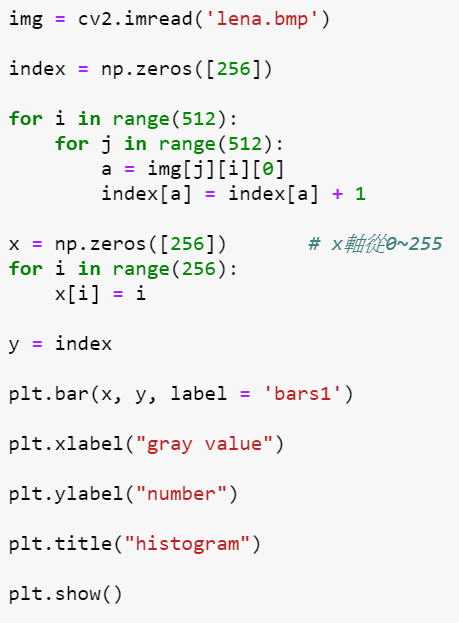 img = cv2.imread('lena.bmp')
index = np.zeros([256])
for i in range(512):
    for j in range(512):
        a = img[j][i][0]
        index[a] = index[a] + 1
x = np.zeros([256])       # x軸從0~255
for i in range(256):
    x[i] = i
y = index
plt.bar(x, y, label = 'bars1')
plt.xlabel("gray value")
plt.ylabel("number")
plt.title("histogram")
plt.show()